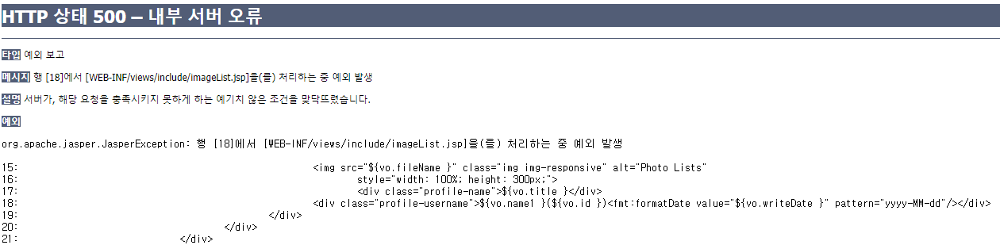 HTTP 상태 500 – 내부 서버 오류
타입 예외 보고
메시지 행 [18]에서 [WEB-INF/views/include/imageList.jsp]을(를) 처리하는 중 예외 발생
설명 서버가, 해당 요청을 충족시키지 못하게 하는 예기치 않은 조건을 맞닥뜨렸습니다.
예외
org.apache.jasper.JasperException: 행 [18]에서 [WEB-INF/views/include/imageList.jsp]을(를) 처리하는 중 예외 발생
15: <img src="${vo.fileName }" class="img img-responsive" alt="Photo Lists"
16: style="width: 100%; height: 300px;">
17: <div class="profile-name">${vo.title }</div>
18: <div class="profile-username">${vo.name1 }(${vo.id })<fmt:formatDate value="${vo.writeDate }" pattern="yyyy-MM-dd"/></div>
19: </div>
20: </div>
21: </div>